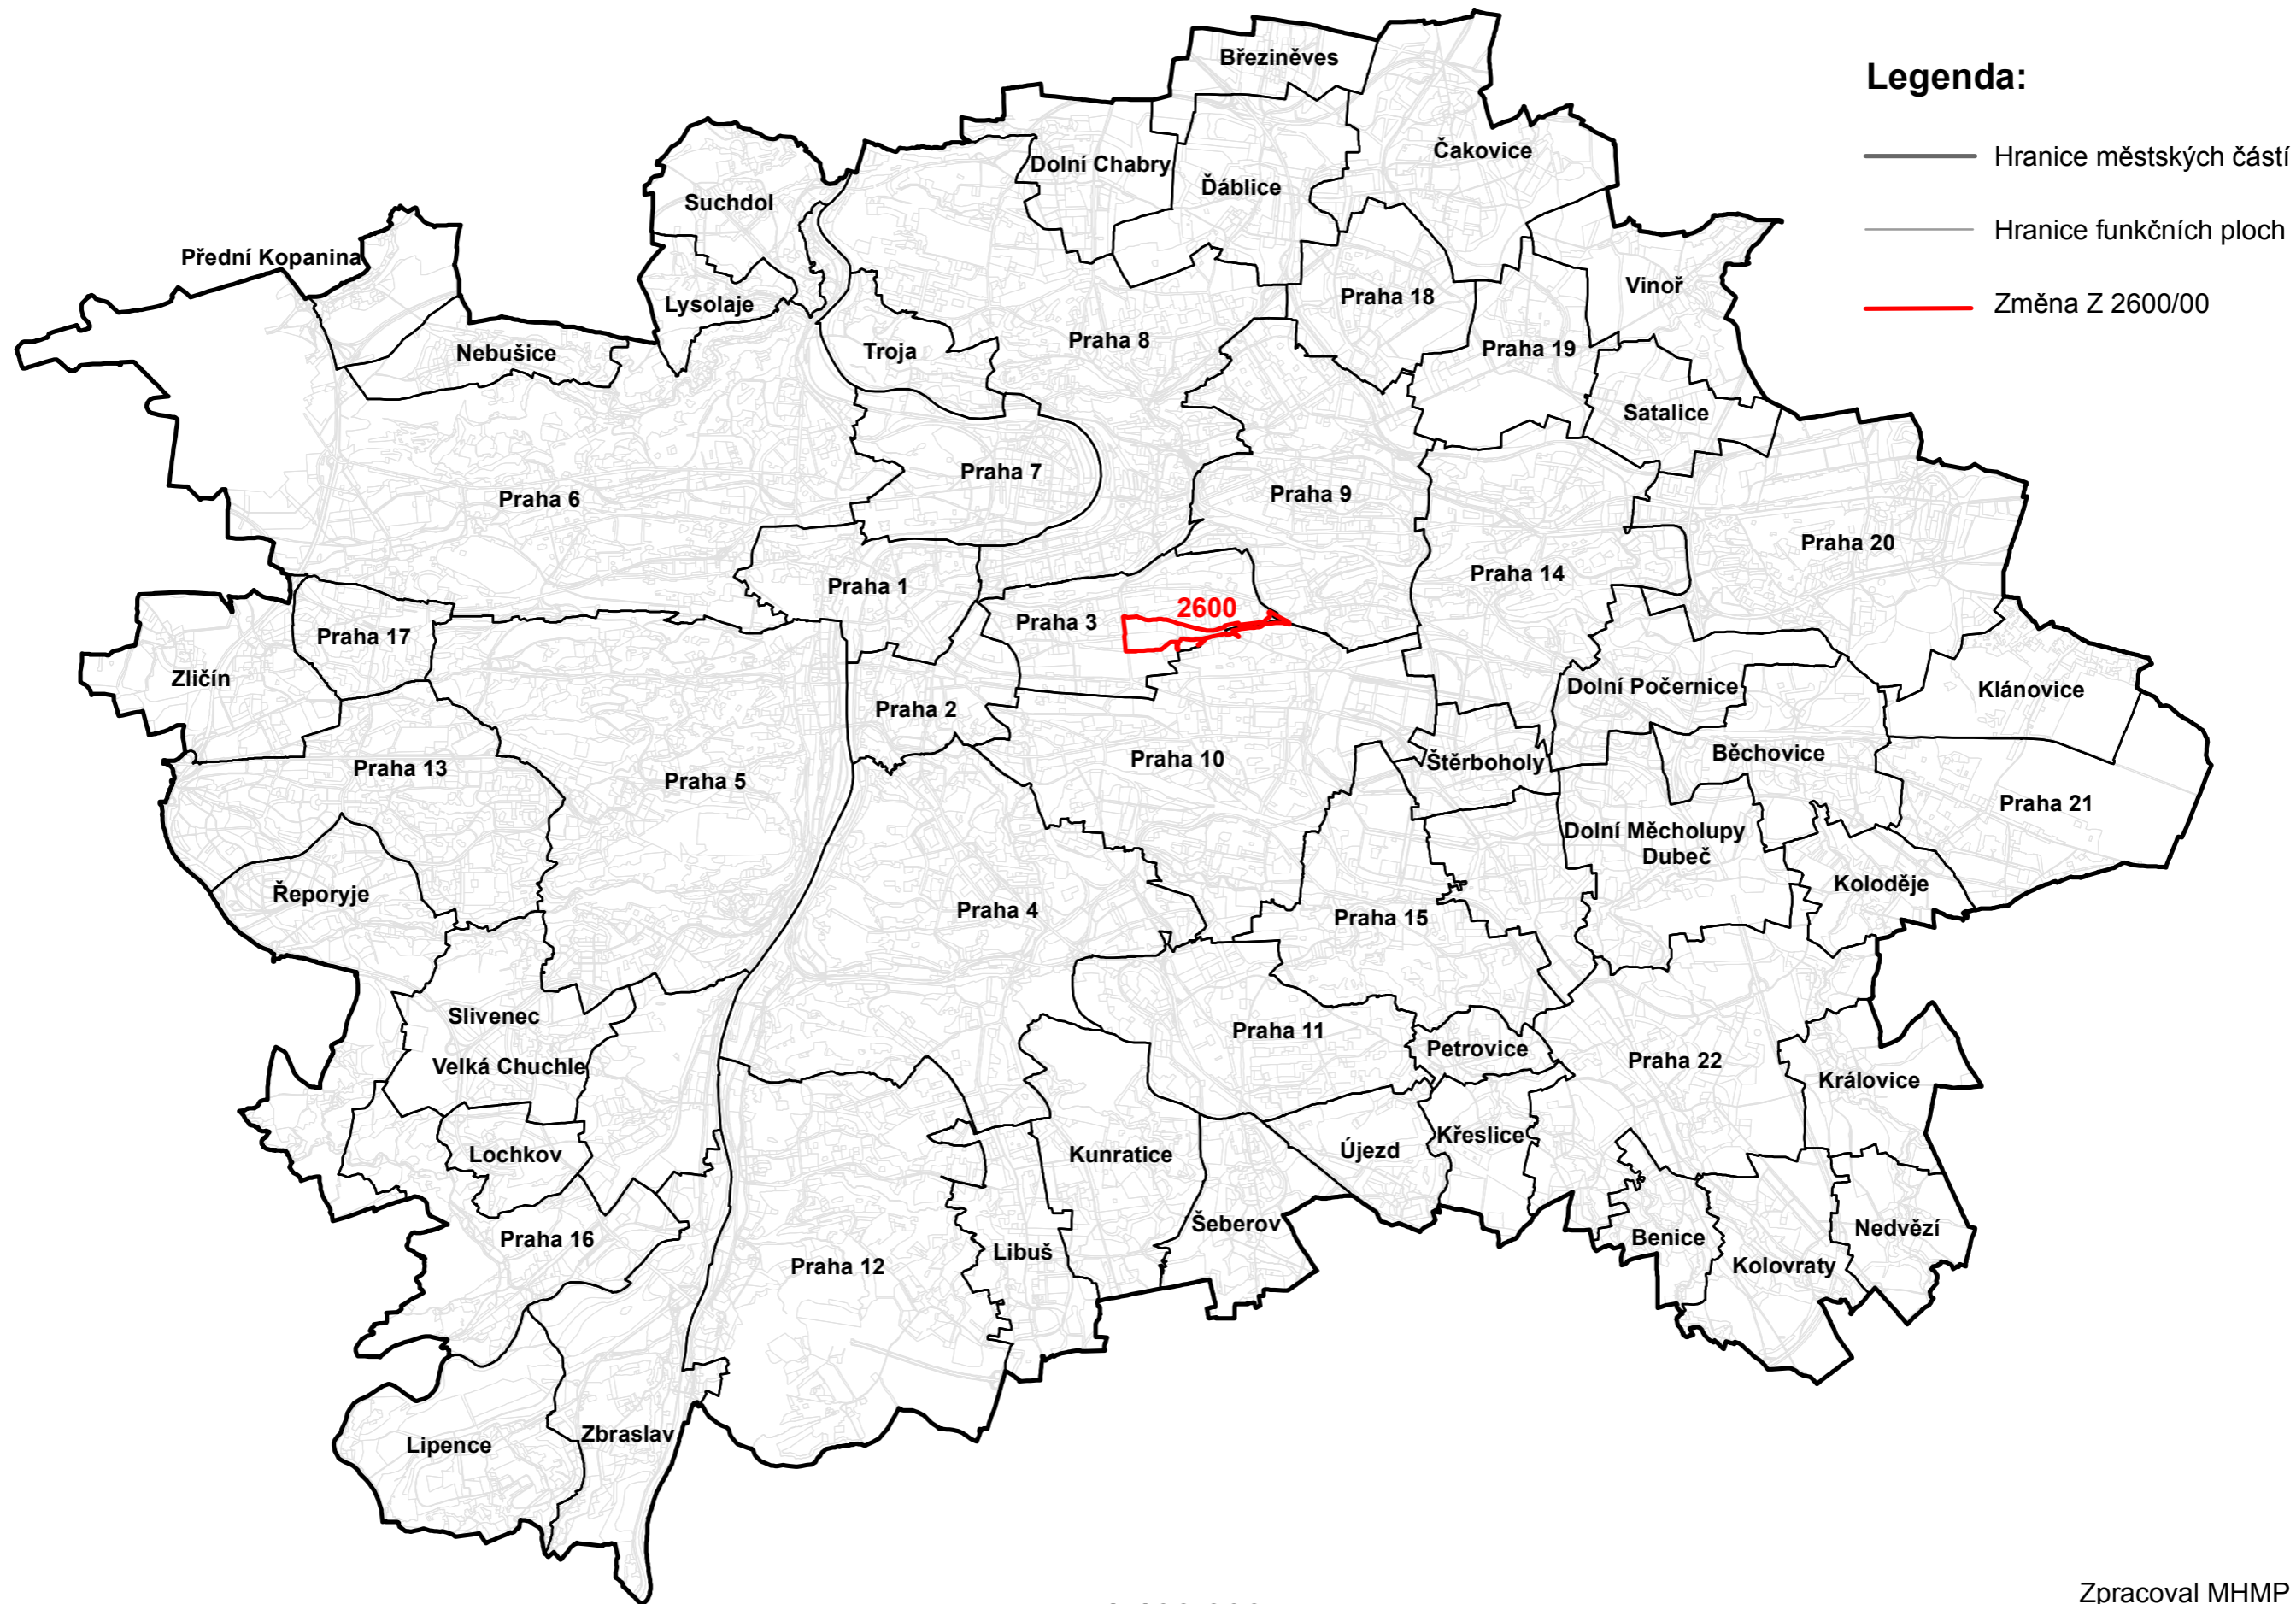 Březiněves
Legenda:
Hranice městských částí
Čakovice
Dolní Chabry
Ďáblice
Suchdol
Hranice funkčních ploch
Přední Kopanina
Vinoř
Praha 18
Lysolaje
Změna Z 2600/00
Praha 8
Praha 19
Troja
Nebušice
Satalice
Praha 7
Praha 9
Praha 6
Praha 20
Praha 14
Praha 1
2600
Praha 3
Praha 17
Zličín
Dolní Počernice
Klánovice
Praha 2
Běchovice
Praha 10
Štěrboholy
Praha 13
Praha 5
Praha 21
Dolní Měcholupy
Dubeč
Koloděje
Řeporyje
Praha 4
Praha 15
Slivenec
Praha 11
Petrovice
Praha 22
Velká Chuchle
Královice
Křeslice
Újezd
Kunratice
Lochkov
Šeberov
Nedvězí
Benice
Praha 16
Libuš
Praha 12
Kolovraty
Zbraslav
Lipence
Zpracoval MHMP